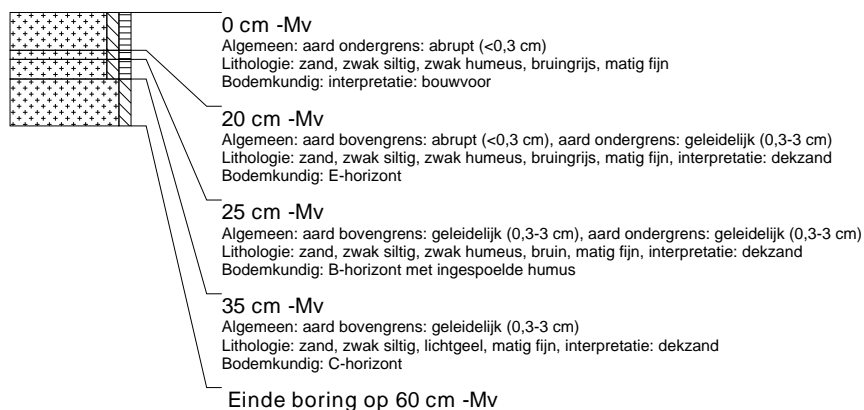 0 cm -Mv
Algemeen: aard ondergrens: abrupt (<0,3 cm)
Lithologie: zand, zwak siltig, zwak humeus, bruingrijs, matig fijn
Bodemkundig: interpretatie: bouwvoor
20 cm -Mv
Algemeen: aard bovengrens: abrupt (<0,3 cm), aard ondergrens: geleidelijk (0,3-3 cm)
Lithologie: zand, zwak siltig, zwak humeus, bruingrijs, matig fijn, interpretatie: dekzand
Bodemkundig: E-horizont
25 cm -Mv
Algemeen: aard bovengrens: geleidelijk (0,3-3 cm), aard ondergrens: geleidelijk (0,3-3 cm)
Lithologie: zand, zwak siltig, zwak humeus, bruin, matig fijn, interpretatie: dekzand
Bodemkundig: B-horizont met ingespoelde humus
35 cm -Mv
Algemeen: aard bovengrens: geleidelijk (0,3-3 cm)
Lithologie: zand, zwak siltig, lichtgeel, matig fijn, interpretatie: dekzand
Bodemkundig: C-horizont
Einde boring op 60 cm -Mv